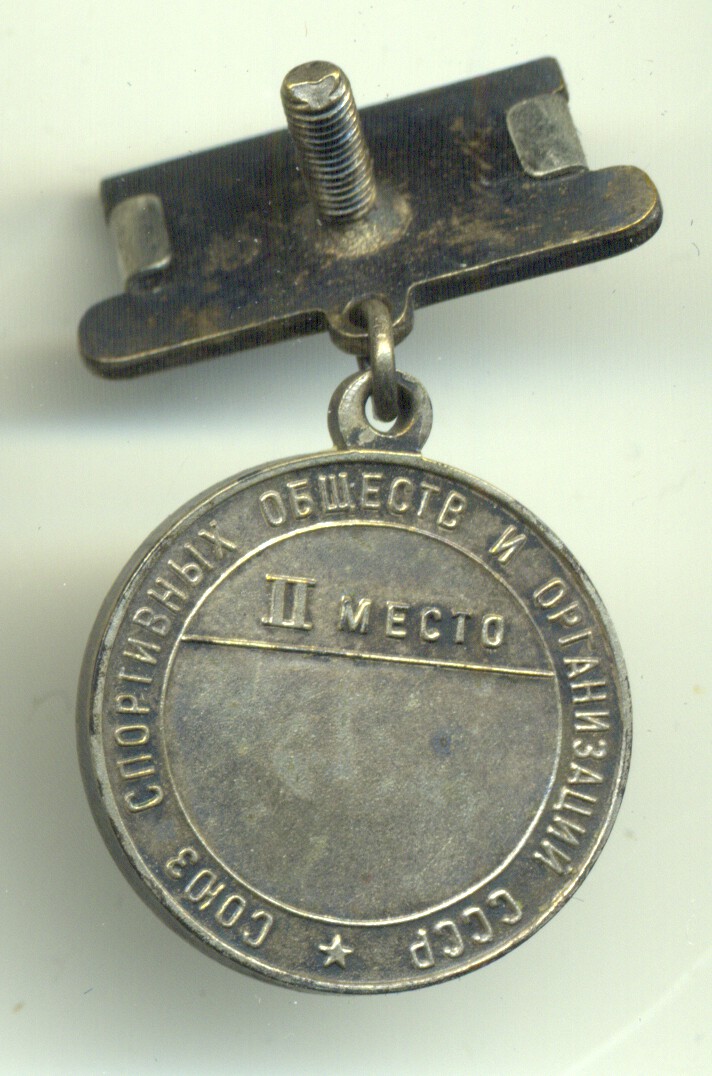 СОЮЗ СПОРТИВНЫХ ОБЩЕСТВ И ОРГАНИЗАЦИЙ СССР
II МЕСТО